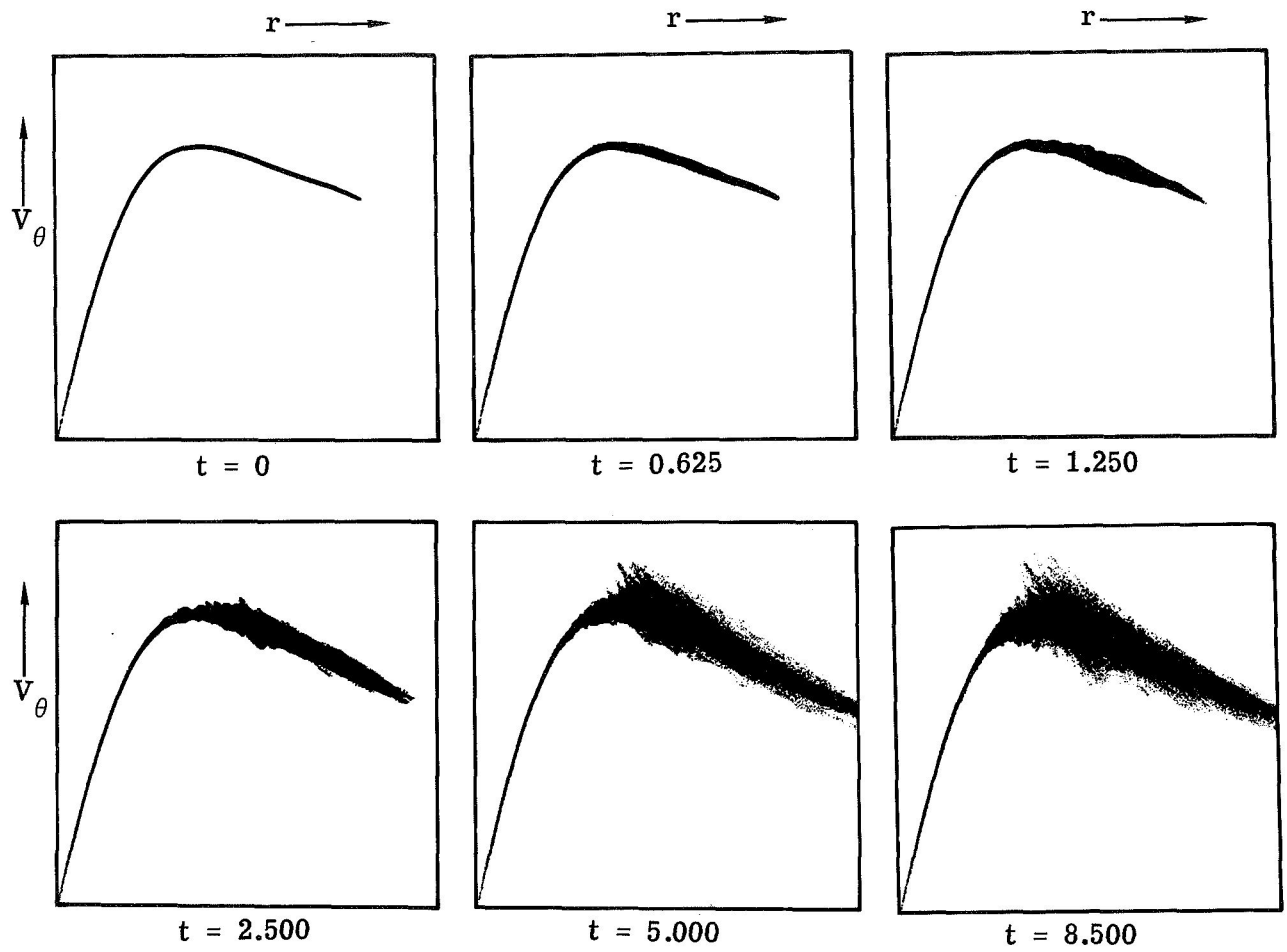 r r r
V_θ
t = 0 t = 0.625 t = 1.250
V_θ
t = 2.500 t = 5.000 t = 8.500